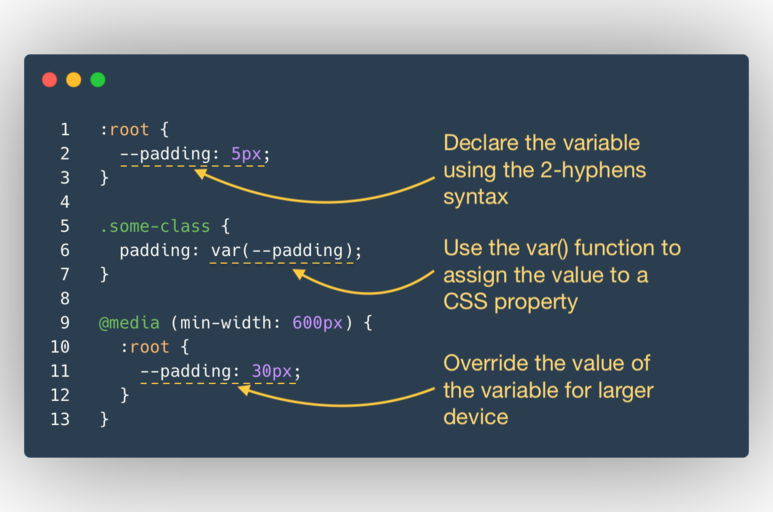 1 :root {
2 --padding: 5px;
3 }
4
5 .some-class {
6 padding: var(--padding);
7 }
8
9 @media (min-width: 600px) {
10 :root {
11 --padding: 30px;
12 }
13 }
Declare the variable
using the 2-hyphens
syntax
Use the var() function to
assign the value to a
CSS property
Override the value of
the variable for larger
device